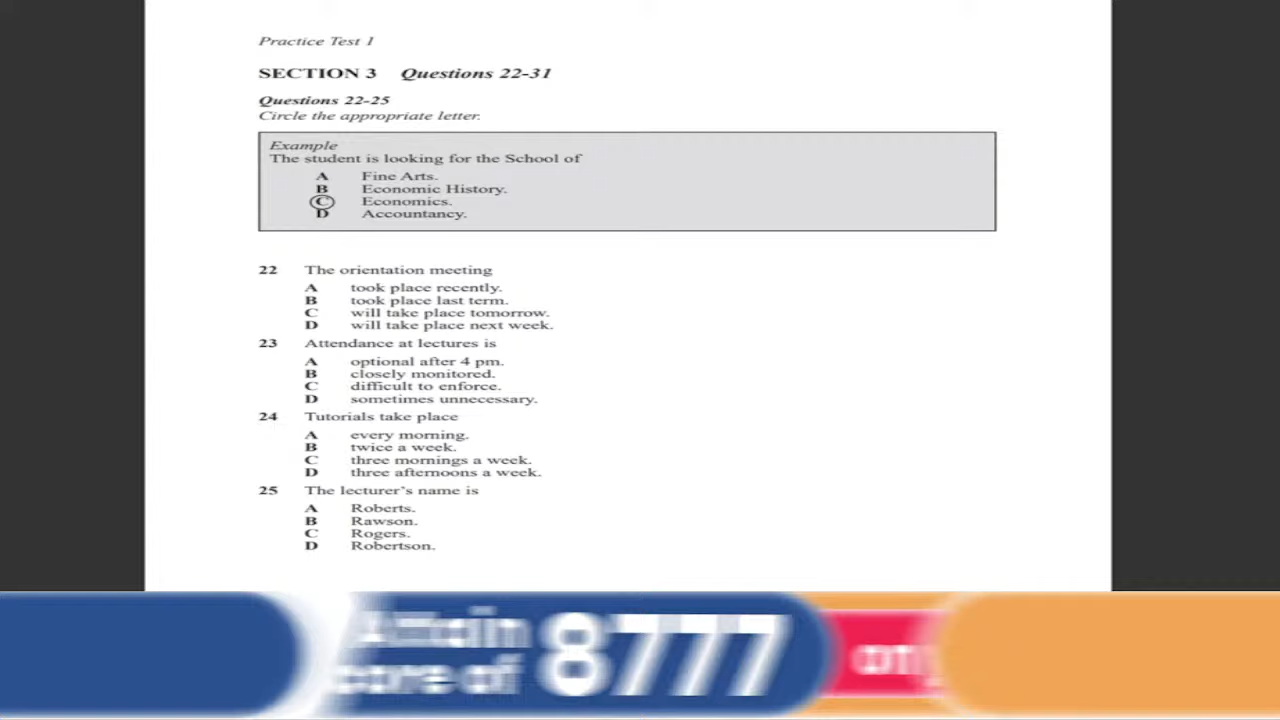 Practice Test 1
SECTION 3 Questions 22-31
Questions 22-25
Circle the appropriate letter.
Example
The student is looking for the School of
A Fine Arts.
B Economic History.
C Economics.
D Accountancy.
22 The orientation meeting
A took place recently.
B took place last term.
C will take place tomorrow.
D will take place next week.
23 Attendance at lectures is
A optional after 4 pm.
B closely monitored.
C difficult to enforce.
D sometimes unnecessary.
24 Tutorials take place
A every morning.
B twice a week.
C three mornings a week.
D three afternoons a week.
25 The lecturer's name is
A Roberts.
B Rawson.
C Rogers.
D Robertson.
Attain
of 8777